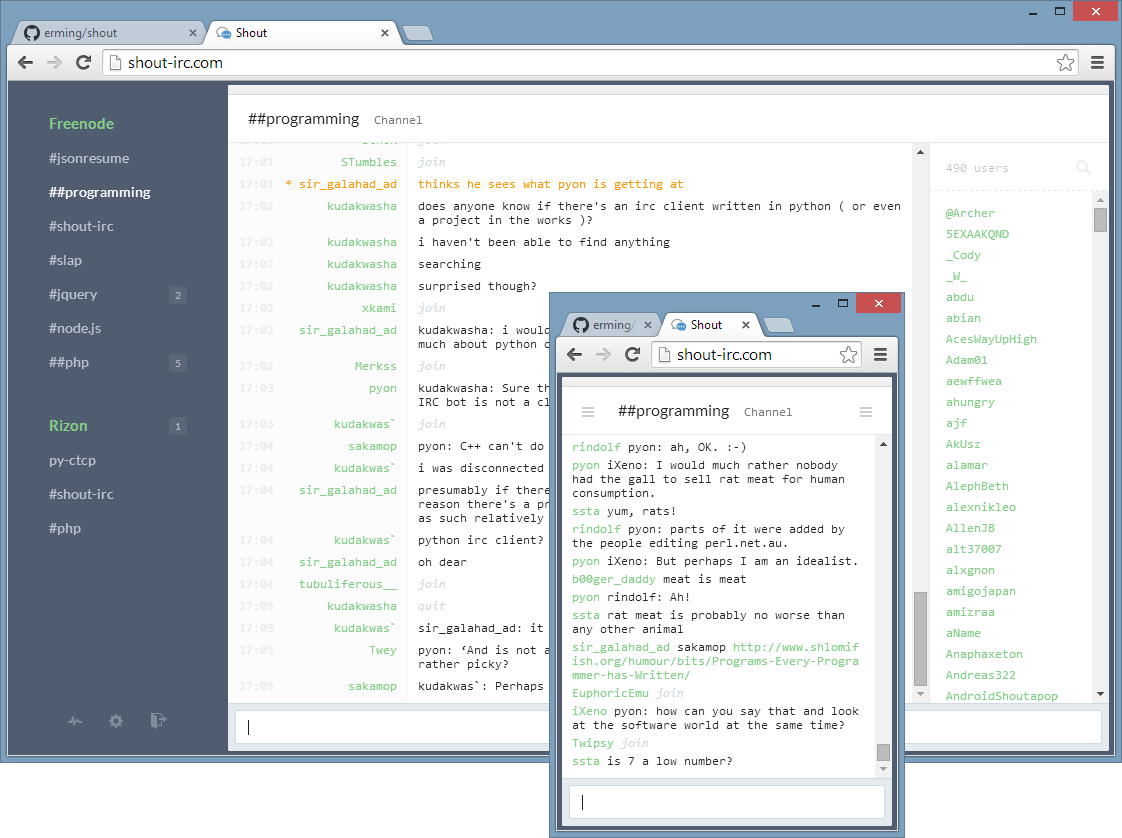 erming/shout
Shout
shout-irc.com
Freenode
#jsonresume
##programming
#shout-irc
#slap
#jquery 2
#node.js
##php 5
Rizon 1
py-ctcp
#shout-irc
#php
##programming Channel
17:01 STumbles join
17:01 * sir_galahad_ad thinks he sees what pyon is getting at
17:02 kudakwasha does anyone know if there's an irc client written in python ( or even
a project in the works )?
17:02 kudakwasha i haven't been able to find anything
17:02 kudakwasha searching
17:02 kudakwasha surprised though?
17:02 xkami join
17:02 sir_galahad_ad kudakwasha: i would
much about python
17:02 Merkss join
17:03 pyon kudakwasha: Sure
IRC bot is not a
17:03 kudakwas` join
17:04 sakamop pyon: C++ can't do
17:04 kudakwas` i was disconnected
17:04 sir_galahad_ad presumably if there
reason there's a
as such relatively
17:04 kudakwas` python irc client?
17:04 sir_galahad_ad oh dear
17:04 tubuliferous__ join
17:05 kudakwasha quit
17:05 kudakwas` sir_galahad_ad: it
17:05 Twey pyon: ‘And is not a
rather picky?
17:05 sakamop kudakwas`: Perhaps
490 users
@Archer
5EXAAKQND
_Cody
_W_
abdu
abian
AcesWayUpHigh
Adam01
aewffwea
ahungry
ajf
AkUsz
alamar
AlephBeth
alexnikleo
AllenJB
alt37007
alxgnon
amigojapan
amizraa
aName
Anaphaxeton
Andreas322
AndroidShoutapop
erming/
Shout
shout-irc.com
##programming Channel
rindolf pyon: ah, OK. :-)
pyon iXeno: I would much rather nobody
had the gall to sell rat meat for human
consumption.
ssta yum, rats!
rindolf pyon: parts of it were added by
the people editing perl.net.au.
pyon iXeno: But perhaps I am an idealist.
b00ger_daddy meat is meat
pyon rindolf: Ah!
ssta rat meat is probably no worse than
any other animal
sir_galahad_ad sakamop http://www.shlomif
ish.org/humour/bits/Programs-Every-Progra
mmer-has-Written/
EuphoricEmu join
iXeno pyon: how can you say that and look
at the software world at the same time?
Twipsy join
ssta is 7 a low number?